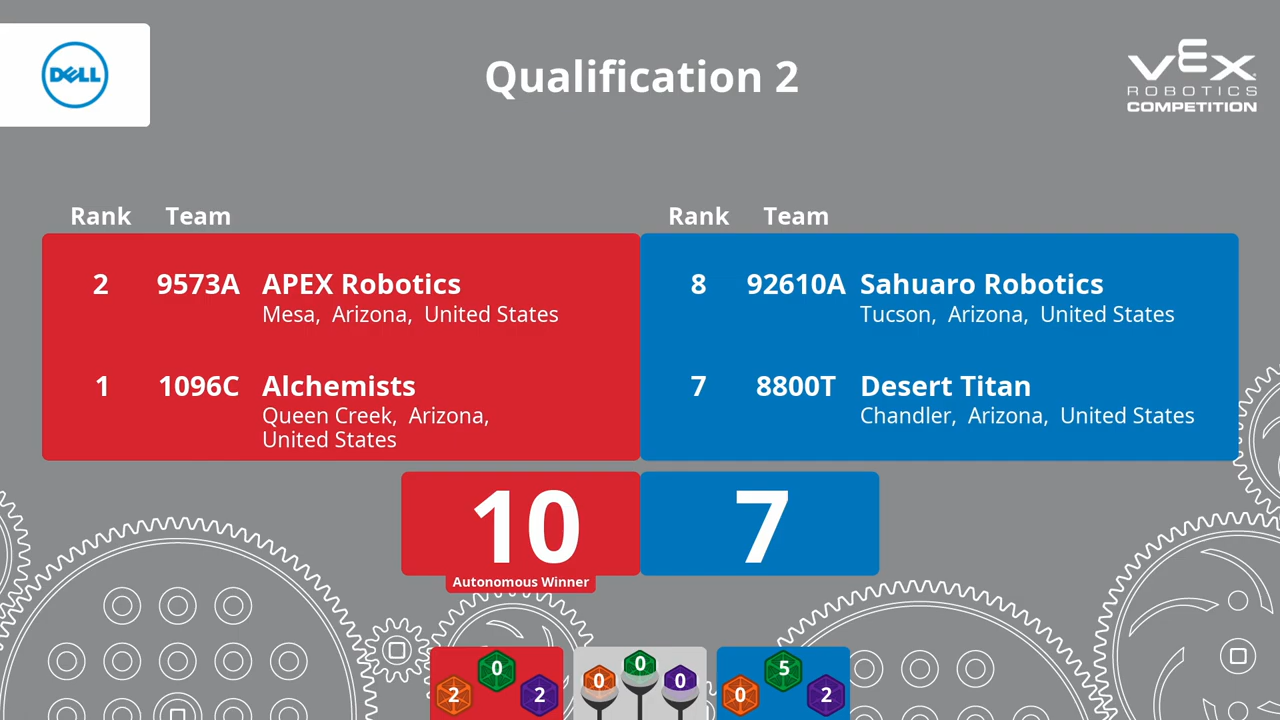 DELL
Qualification 2
VEX
ROBOTICS
COMPETITION
Rank Team
2 9573A APEX Robotics
Mesa, Arizona, United States
1 1096C Alchemists
Queen Creek, Arizona,
United States
Rank Team
8 92610A Sahuaro Robotics
Tucson, Arizona, United States
7 8800T Desert Titan
Chandler, Arizona, United States
10 7
Autonomous Winner
0
2 2
0
0 0
5
0 2